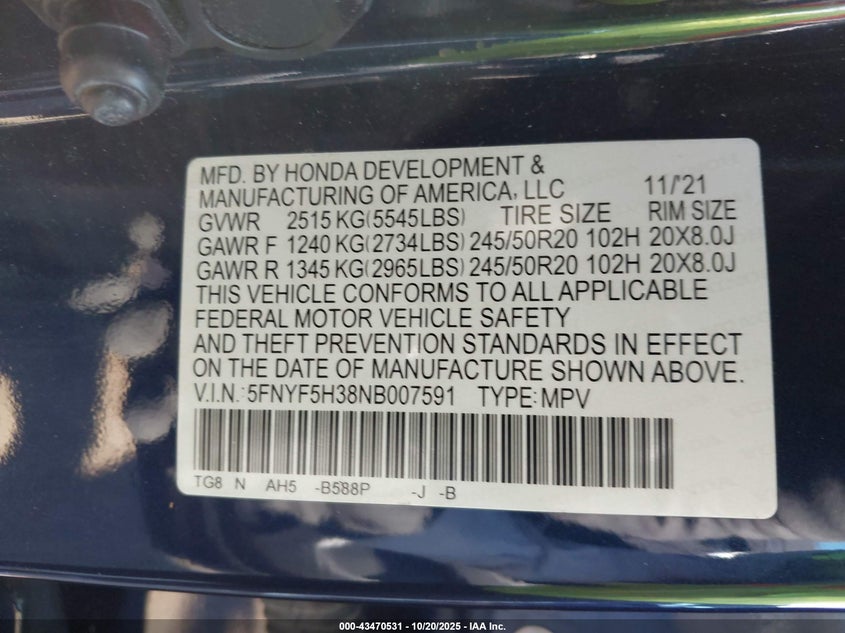 MFD. BY HONDA DEVELOPMENT &
MANUFACTURING OF AMERICA, LLC 11/'21
GVWR 2515 KG(5545LBS) TIRE SIZE RIM SIZE
GAWR F 1240 KG(2734LBS) 245/50R20 102H 20X8.0J
GAWR R 1345 KG(2965LBS) 245/50R20 102H 20X8.0J
THIS VEHICLE CONFORMS TO ALL APPLICABLE
FEDERAL MOTOR VEHICLE SAFETY
AND THEFT PREVENTION STANDARDS IN EFFECT
ON THE DATE OF MANUFACTURE SHOWN ABOVE.
V.I.N.: 5FNYF5H38NB007591 TYPE: MPV
TG8 N AH5 -B588P -J -B
000-43470531 - 10/20/2025 - IAA Inc.